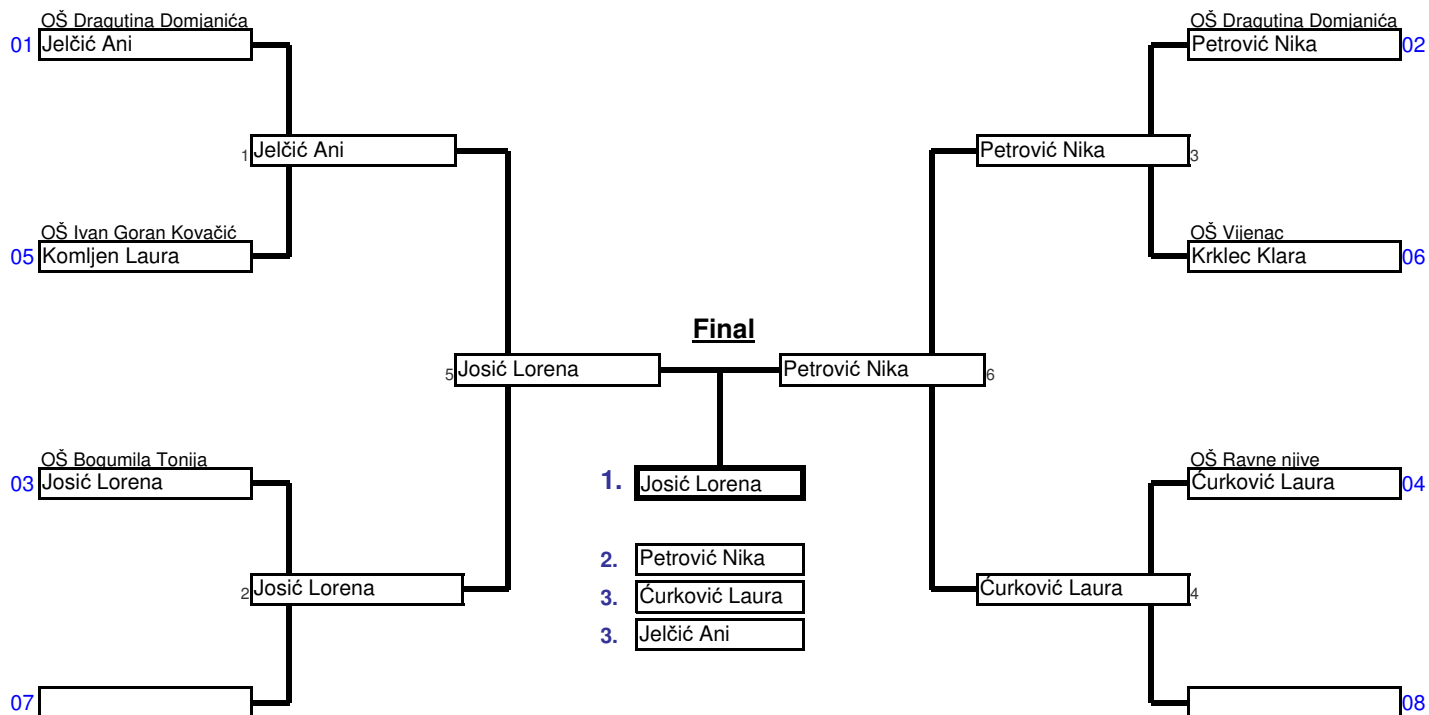 OŠ Dragutina Domjanića
01 Jelčić Ani
OŠ Dragutina Domjanića
Petrović Nika 02
1 Jelčić Ani
Petrović Nika 3
OŠ Ivan Goran Kovačić
05 Komljen Laura
OŠ Vijenac
Krklec Klara 06
Final
5 Josić Lorena
Petrović Nika 6
OŠ Bogumila Tonija
03 Josić Lorena
1. Josić Lorena
OŠ Ravne njive
Ćurković Laura 04
2. Petrović Nika
2 Josić Lorena
3. Ćurković Laura
Ćurković Laura 4
3. Jelčić Ani
07
08